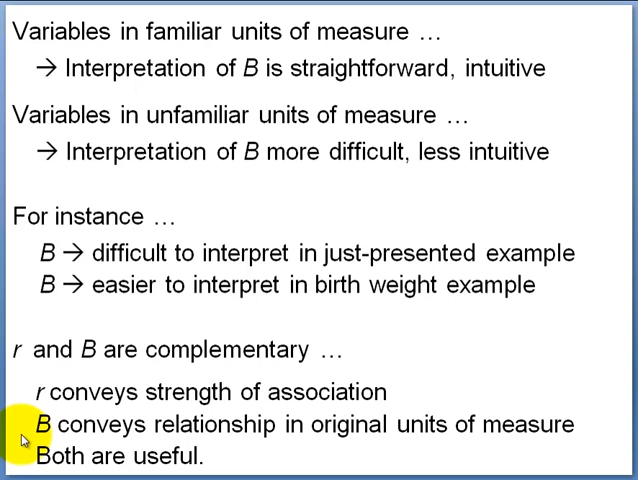 Variables in familiar units of measure …
→ Interpretation of B is straightforward, intuitive
Variables in unfamiliar units of measure …
→ Interpretation of B more difficult, less intuitive
For instance …
B → difficult to interpret in just-presented example
B → easier to interpret in birth weight example
r and B are complementary …
r conveys strength of association
B conveys relationship in original units of measure
Both are useful.